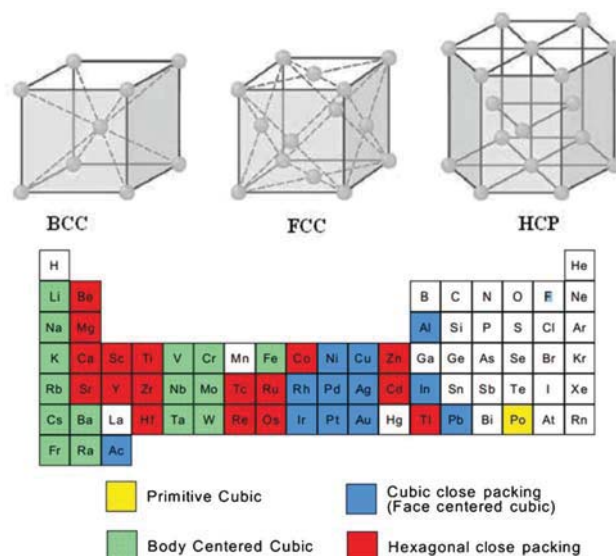 BCC FCC HCP
H He
Li Be B C N O F Ne
Na Mg Al Si P S Cl Ar
K Ca Sc Ti V Cr Mn Fe Co Ni Cu Zn Ga Ge As Se Br Kr
Rb Sr Y Zr Nb Mo Tc Ru Rh Pd Ag Cd In Sn Sb Te I Xe
Cs Ba La Hf Ta W Re Os Ir Pt Au Hg Tl Pb Bi Po At Rn
Fr Ra Ac
Primitive Cubic
Cubic close packing
(Face centered cubic)
Body Centered Cubic
Hexagonal close packing